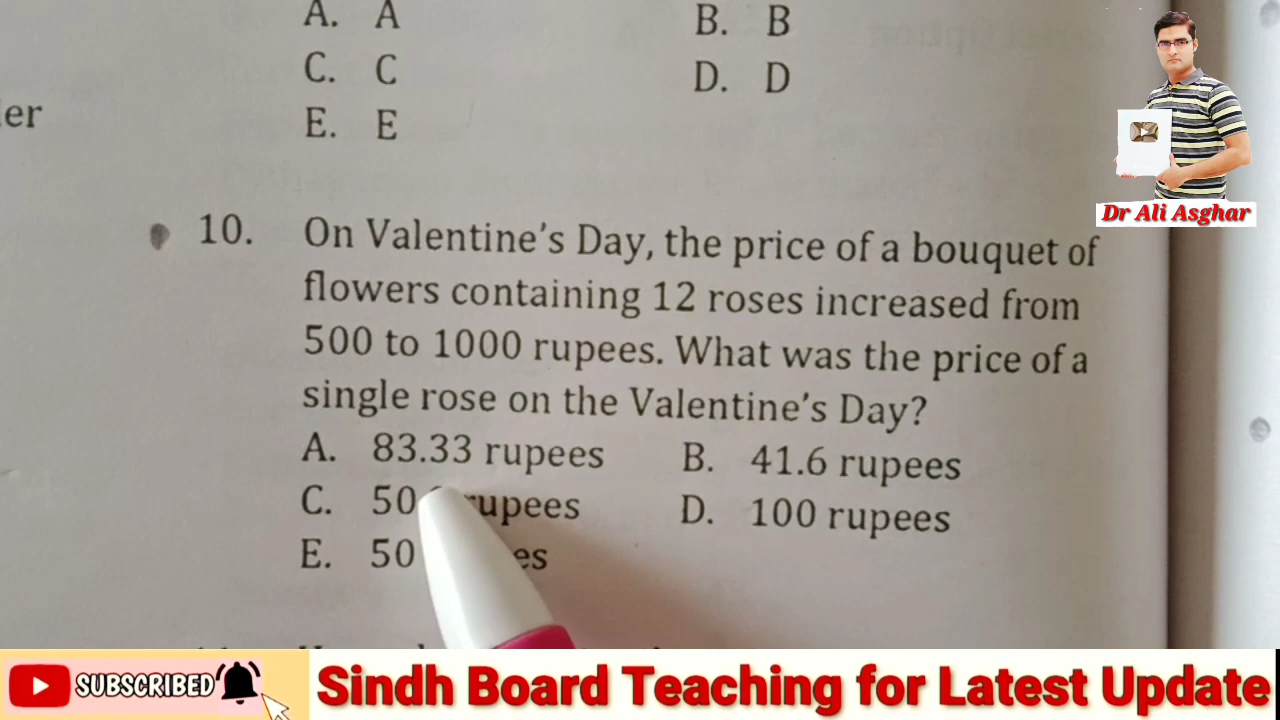 A. A B. B
C. C D. D
er
E. E
Dr Ali Asghar
10. On Valentine's Day, the price of a bouquet of
flowers containing 12 roses increased from
500 to 1000 rupees. What was the price of a
single rose on the Valentine's Day?
A. 83.33 rupees B. 41.6 rupees
C. 50 rupees D. 100 rupees
E. 50
SUBSCRIBED Sindh Board Teaching for Latest Update